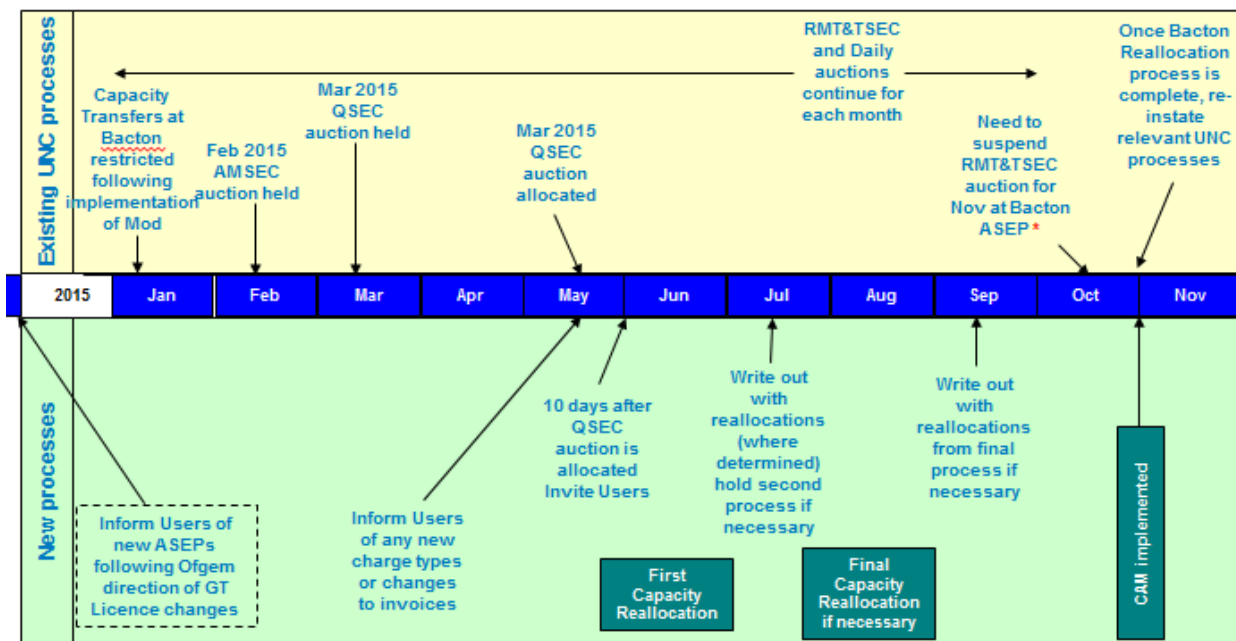 Existing UNC processes
Capacity
Transfers at
Bacton
restricted
following
implementation
of Mod
Feb 2015
AMSEC
auction held
Mar 2015
QSEC
auction held
Mar 2015
QSEC
auction
allocated
RMT&TSEC
and Daily
auctions
continue for
each month
Need to
suspend
RMT&TSEC
auction for
Nov at Bacton
ASEP *
Once Bacton
Reallocation
process is
complete, re-
instate
relevant UNC
processes
2015 Jan Feb Mar Apr May Jun Jul Aug Sep Oct Nov
New processes
Inform Users of
new ASEPs
following Ofgem
direction of GT
Licence changes
Inform Users
of any new
charge types
or changes
to invoices
10 days after
QSEC
auction is
allocated
Invite Users
First
Capacity
Reallocation
Write out
with
reallocations
(where
determined)
hold second
process if
necessary
Final
Capacity
Reallocation
if necessary
Write out
with
reallocations
from final
process if
necessary
CAM implemented